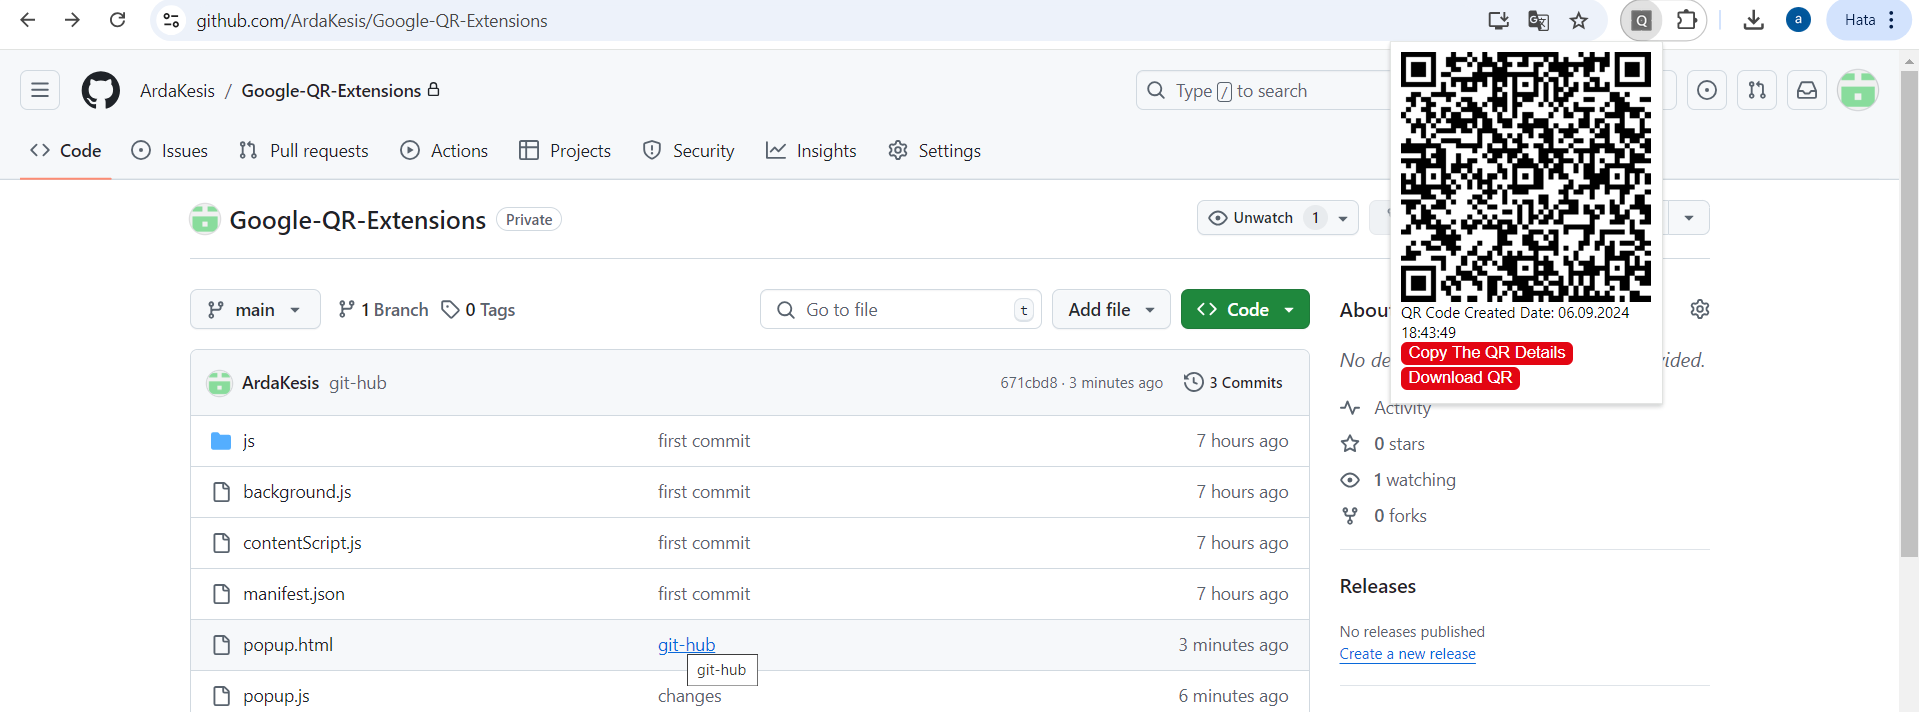 github.com/ArdaKesis/Google-QR-Extensions
Q
a
Hata
ArdaKesis / Google-QR-Extensions
Type / to search
Code Issues Pull requests Actions Projects Security Insights Settings
Google-QR-Extensions Private
Unwatch 1
main 1 Branch 0 Tags
Go to file t
Add file
Code
QR Code Created Date: 06.09.2024
18:43:49
Copy The QR Details
Download QR
ArdaKesis git-hub 671cbd8 · 3 minutes ago 3 Commits
js first commit 7 hours ago
background.js first commit 7 hours ago
contentScript.js first commit 7 hours ago
manifest.json first commit 7 hours ago
popup.html git-hub 3 minutes ago
git-hub
popup.js changes 6 minutes ago
No
Activity
0 stars
1 watching
0 forks
Releases
No releases published
Create a new release